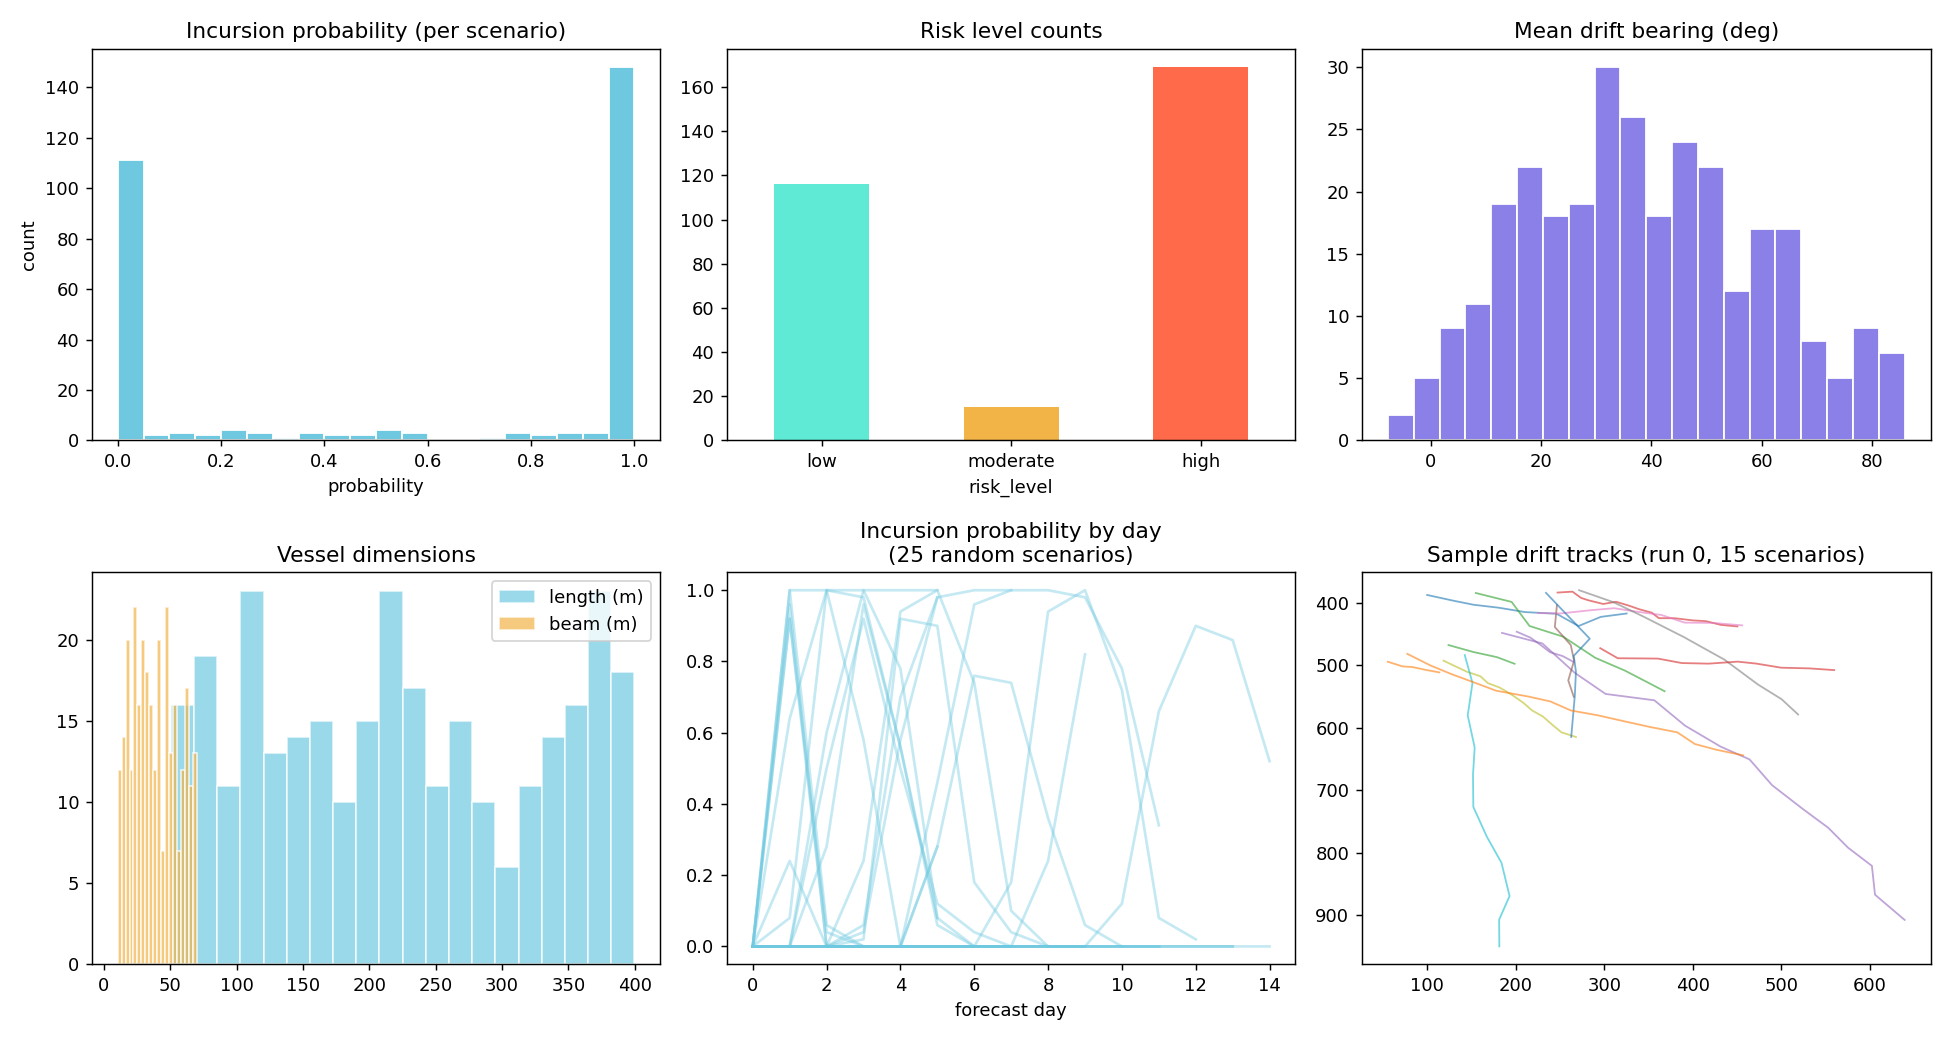 Incursion probability (per scenario)
count
140
120
100
80
60
40
20
0
0.0 0.2 0.4 0.6 0.8 1.0
probability
Risk level counts
160
140
120
100
80
60
40
20
0
low moderate high
risk_level
Mean drift bearing (deg)
30
25
20
15
10
5
0
0 20 40 60 80
Vessel dimensions
length (m)
beam (m)
20
15
10
5
0
0 50 100 150 200 250 300 350 400
Incursion probability by day
(25 random scenarios)
1.0
0.8
0.6
0.4
0.2
0.0
0 2 4 6 8 10 12 14
forecast day
Sample drift tracks (run 0, 15 scenarios)
400
500
600
700
800
900
100 200 300 400 500 600